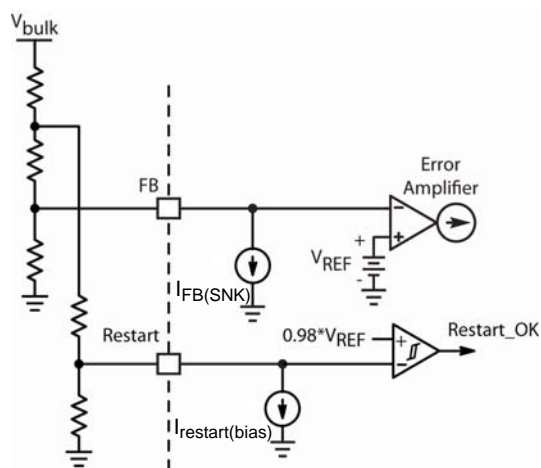 Vbulk
FB
Error
Amplifier
+
-
VREF
+
-
IFB(SNK)
Restart
0.98*VREF
+
-
Restart_OK
Irestart(bias)